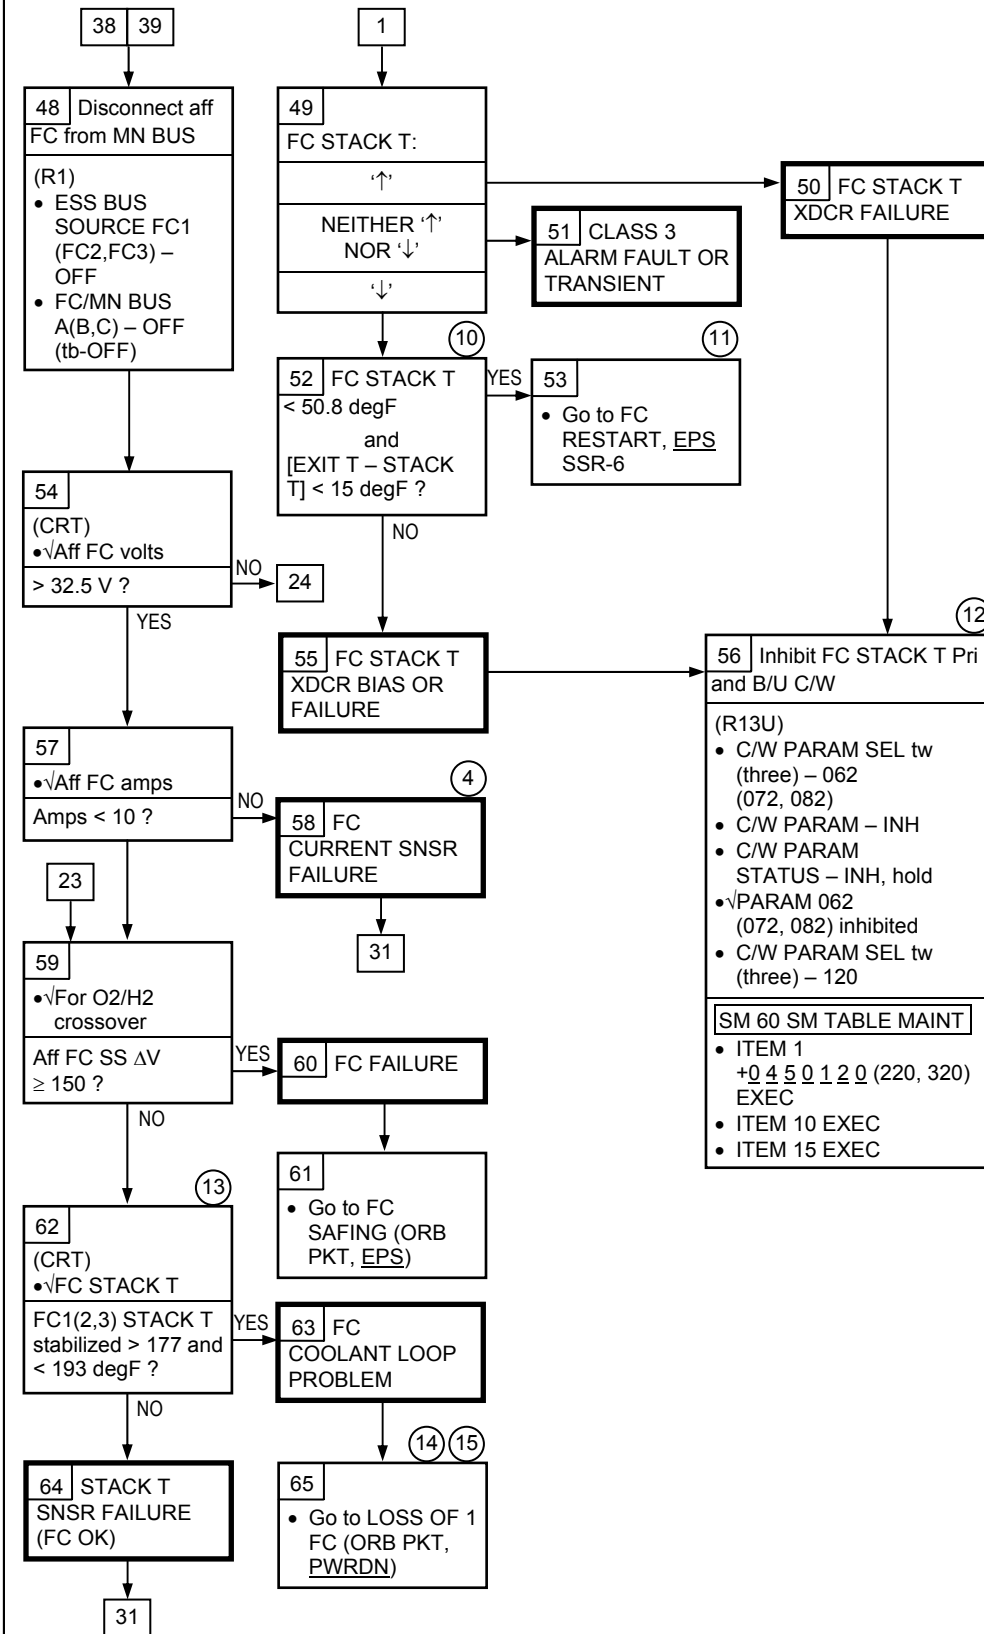 38 39
48 Disconnect aff
FC from MN BUS
(R1)
• ESS BUS
SOURCE FC1
(FC2,FC3) –
OFF
• FC/MN BUS
A(B,C) – OFF
(tb-OFF)
1
49
FC STACK T:
‘↑’
NEITHER ‘↑’
NOR ‘↓’
‘↓’
50 FC STACK T
XDCR FAILURE
51 CLASS 3
ALARM FAULT OR
TRANSIENT
10
52 FC STACK T
< 50.8 degF
and
[EXIT T – STACK
T] < 15 degF ?
YES
NO
11
53
• Go to FC
RESTART, EPS
SSR-6
54
(CRT)
•√Aff FC volts
> 32.5 V ?
NO
24
YES
55 FC STACK T
XDCR BIAS OR
FAILURE
12
56 Inhibit FC STACK T Pri
and B/U C/W
(R13U)
• C/W PARAM SEL tw
(three) – 062
(072, 082)
• C/W PARAM – INH
• C/W PARAM
STATUS – INH, hold
•√PARAM 062
(072, 082) inhibited
• C/W PARAM SEL tw
(three) – 120
SM 60 SM TABLE MAINT
• ITEM 1
+0 4 5 0 1 2 0 (220, 320)
EXEC
• ITEM 10 EXEC
• ITEM 15 EXEC
57
•√Aff FC amps
Amps < 10 ?
NO
4
58 FC
CURRENT SNSR
FAILURE
31
23
59
•√For O2/H2
crossover
Aff FC SS ΔV
≥ 150 ?
YES
NO
60 FC FAILURE
61
• Go to FC
SAFING (ORB
PKT, EPS)
13
62
(CRT)
•√FC STACK T
FC1(2,3) STACK T
stabilized > 177 and
< 193 degF ?
YES
NO
63 FC
COOLANT LOOP
PROBLEM
14 15
65
• Go to LOSS OF 1
FC (ORB PKT,
PWRDN)
64 STACK T
SNSR FAILURE
(FC OK)
31